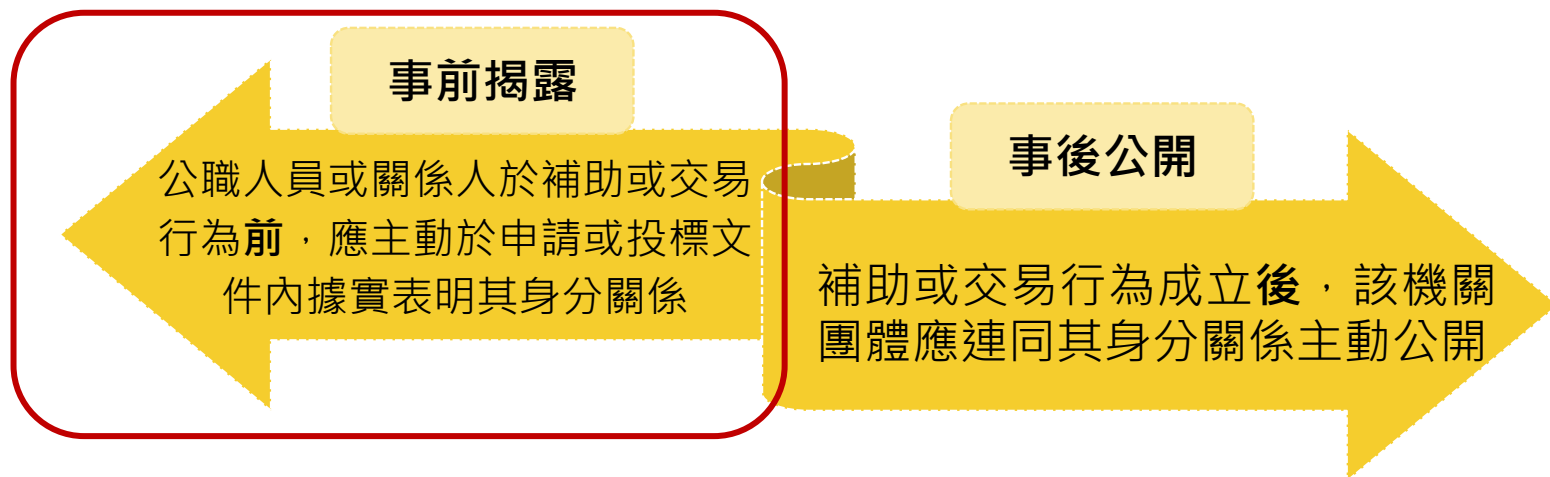 事前揭露
公職人員或關係人於補助或交易
行為前，應主動於申請或投標文
件內據實表明其身分關係
事後公開
補助或交易行為成立後，該機關
團體應連同其身分關係主動公開